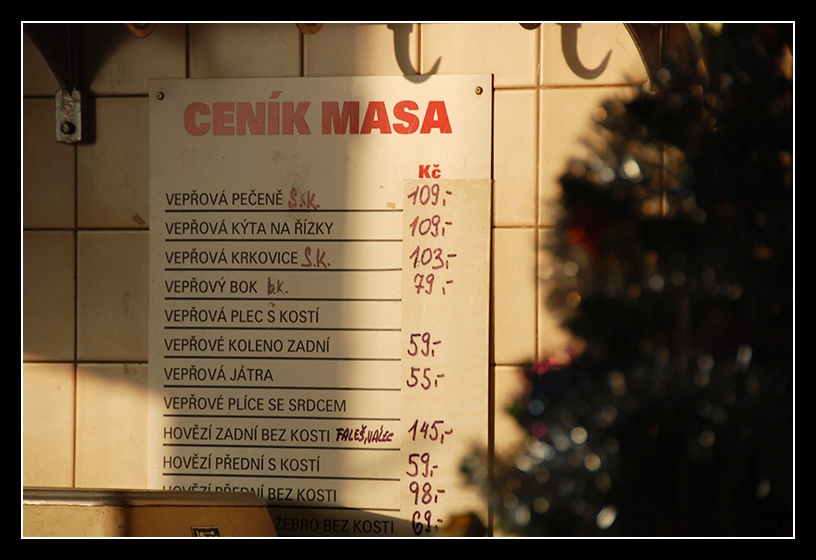 CENÍK MASA
Kč
VEPŘOVÁ PEČENĚ S.K. 109,-
VEPŘOVÁ KÝTA NA ŘÍZKY 109,-
VEPŘOVÁ KRKOVICE S.K. 103,-
VEPŘOVÝ BOK b.K. 79,-
VEPŘOVÁ PLEC S KOSTÍ
VEPŘOVÉ KOLENO ZADNÍ 59,-
VEPŘOVÁ JÁTRA 55,-
VEPŘOVÉ PLÍCE SE SRDCEM
HOVĚZÍ ZADNÍ BEZ KOSTI FALEŠ,VÁLEC 145,-
HOVĚZÍ PŘEDNÍ S KOSTÍ 59,-
HOVĚZÍ PŘEDNÍ BEZ KOSTI 98,-
ŽEBRO BEZ KOSTI 69,-